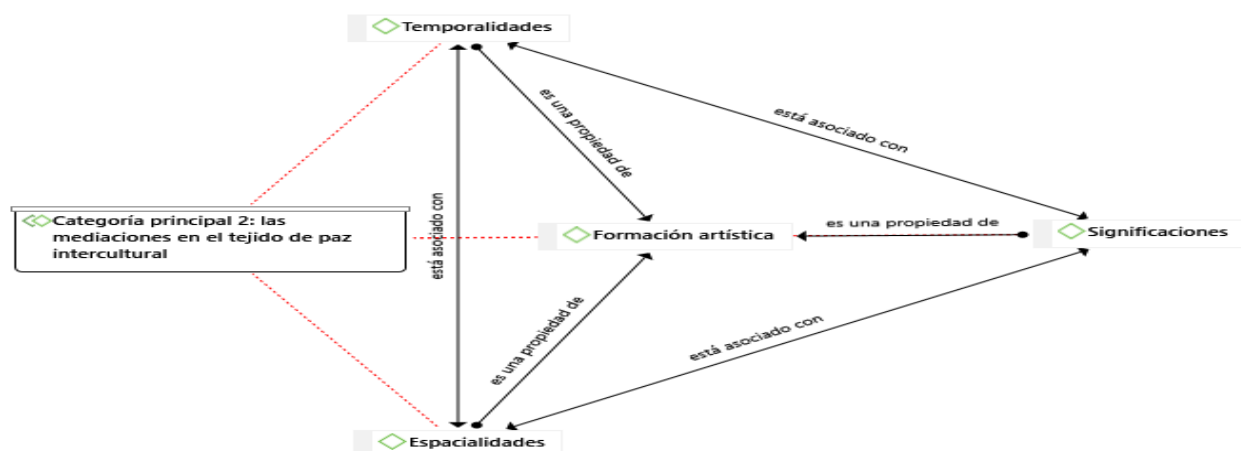 Temporalidades
es una propiedad de
está asociado con
Categoría principal 2: las
mediaciones en el tejido de paz
intercultural
está asociado con
Formación artística
es una propiedad de
Significaciones
es una propiedad de
está asociado con
Espacialidades